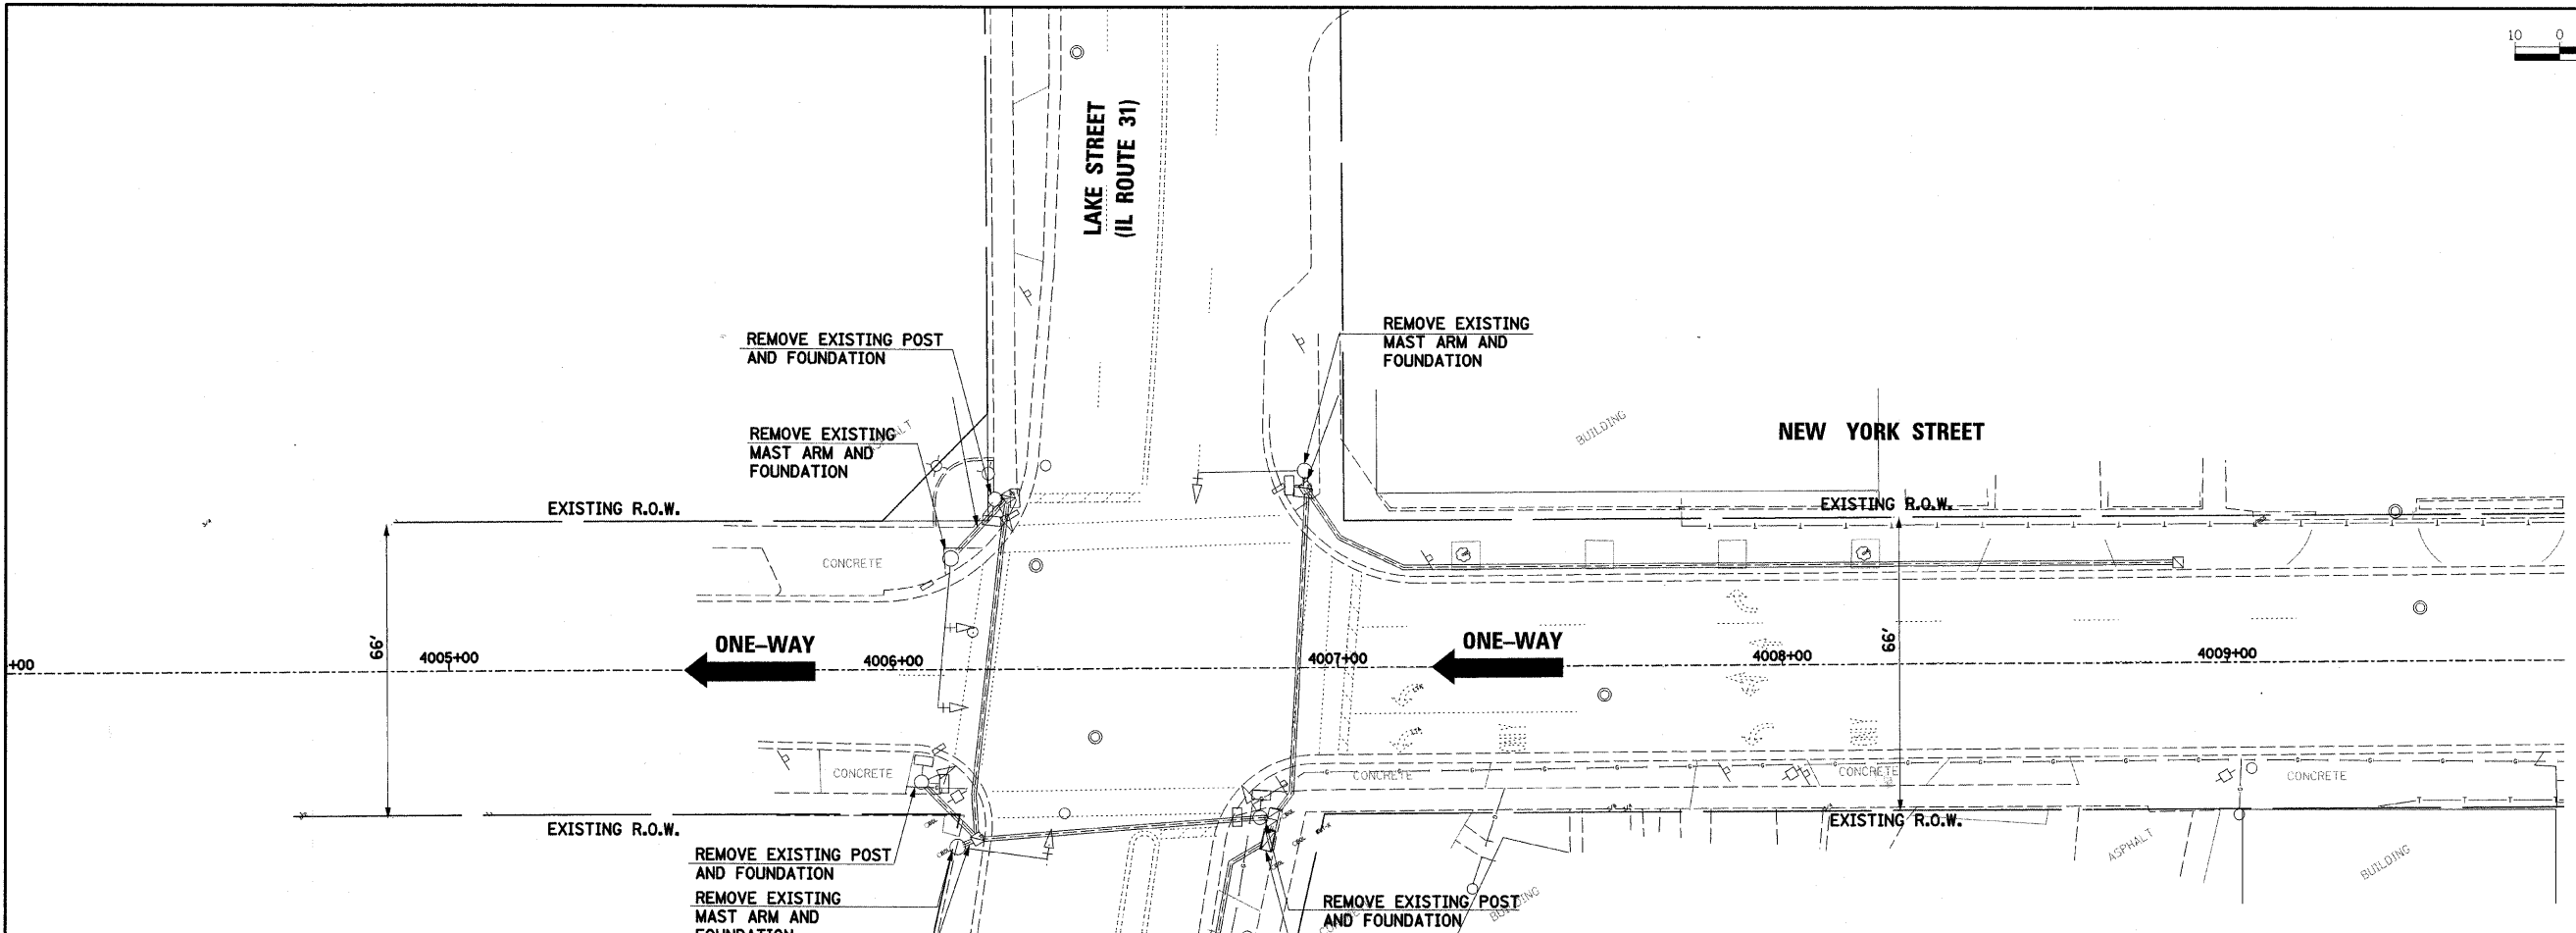 10 0
LAKE STREET
(IL ROUTE 31)
REMOVE EXISTING POST
AND FOUNDATION
REMOVE EXISTING
MAST ARM AND
FOUNDATION
REMOVE EXISTING
MAST ARM AND
FOUNDATION
ASPHALT
BUILDING
NEW YORK STREET
EXISTING R.O.W.
EXISTING R.O.W.
CONCRETE
66'
ONE-WAY
ONE-WAY
66'
+00
4005+00
4006+00
4007+00
4008+00
4009+00
CONCRETE
CONCRETE
CONCRETE
CONCRETE
EXISTING R.O.W.
EXISTING R.O.W.
REMOVE EXISTING POST
AND FOUNDATION
REMOVE EXISTING
MAST ARM AND
FOUNDATION
REMOVE EXISTING POST
AND FOUNDATION
BUILDING
ASPHALT
BUILDING